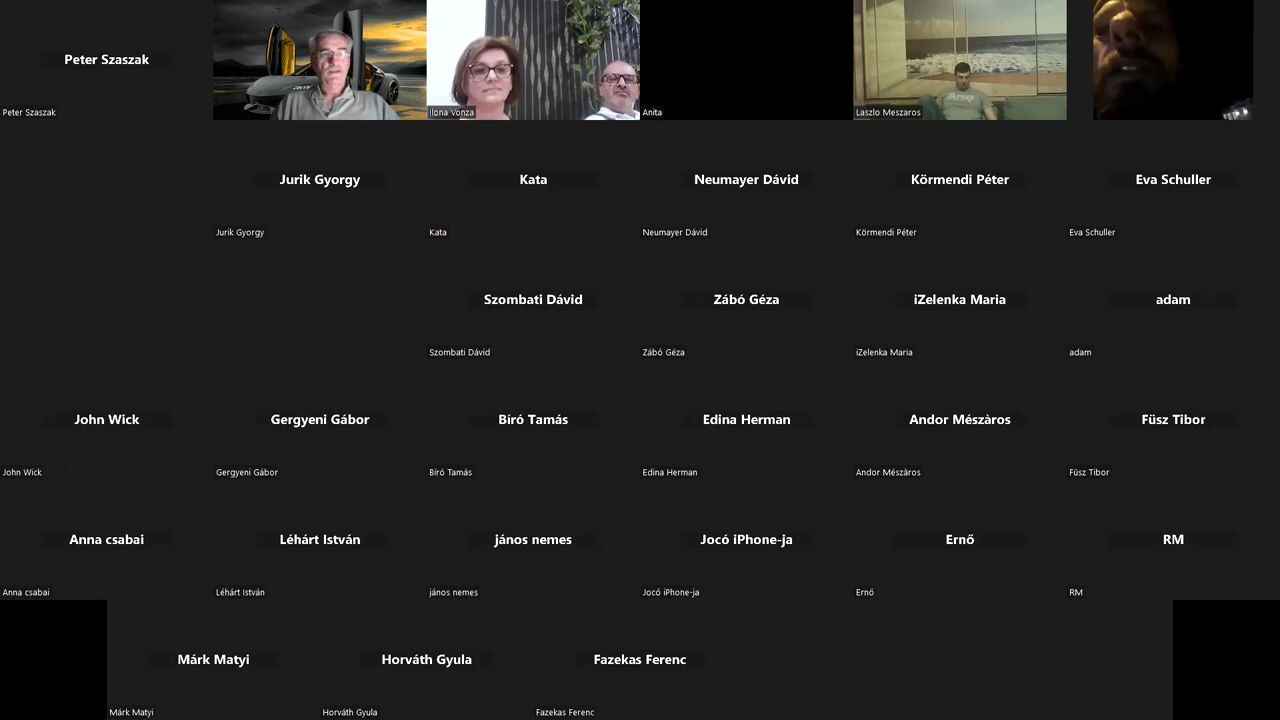 Peter Szaszak
Peter Szaszak
Ilona Vonza
Anita
Laszlo Meszaros
Jurik Gyorgy
Kata
Neumayer Dávid
Körmendi Péter
Eva Schuller
Jurik Gyorgy
Kata
Neumayer Dávid
Körmendi Péter
Eva Schuller
Szombati Dávid
Zábó Géza
iZelenka Maria
adam
Szombati Dávid
Zábó Géza
iZelenka Maria
adam
John Wick
Gergyeni Gábor
Bíró Tamás
Edina Herman
Andor Mészàros
Füsz Tibor
John Wick
Gergyeni Gábor
Bíró Tamás
Edina Herman
Andor Mészàros
Füsz Tibor
Anna csabai
Léhárt István
jános nemes
Jocó iPhone-ja
Ernő
RM
Anna csabai
Léhárt István
jános nemes
Jocó iPhone-ja
Ernő
RM
Márk Matyi
Horváth Gyula
Fazekas Ferenc
Márk Matyi
Horváth Gyula
Fazekas Ferenc